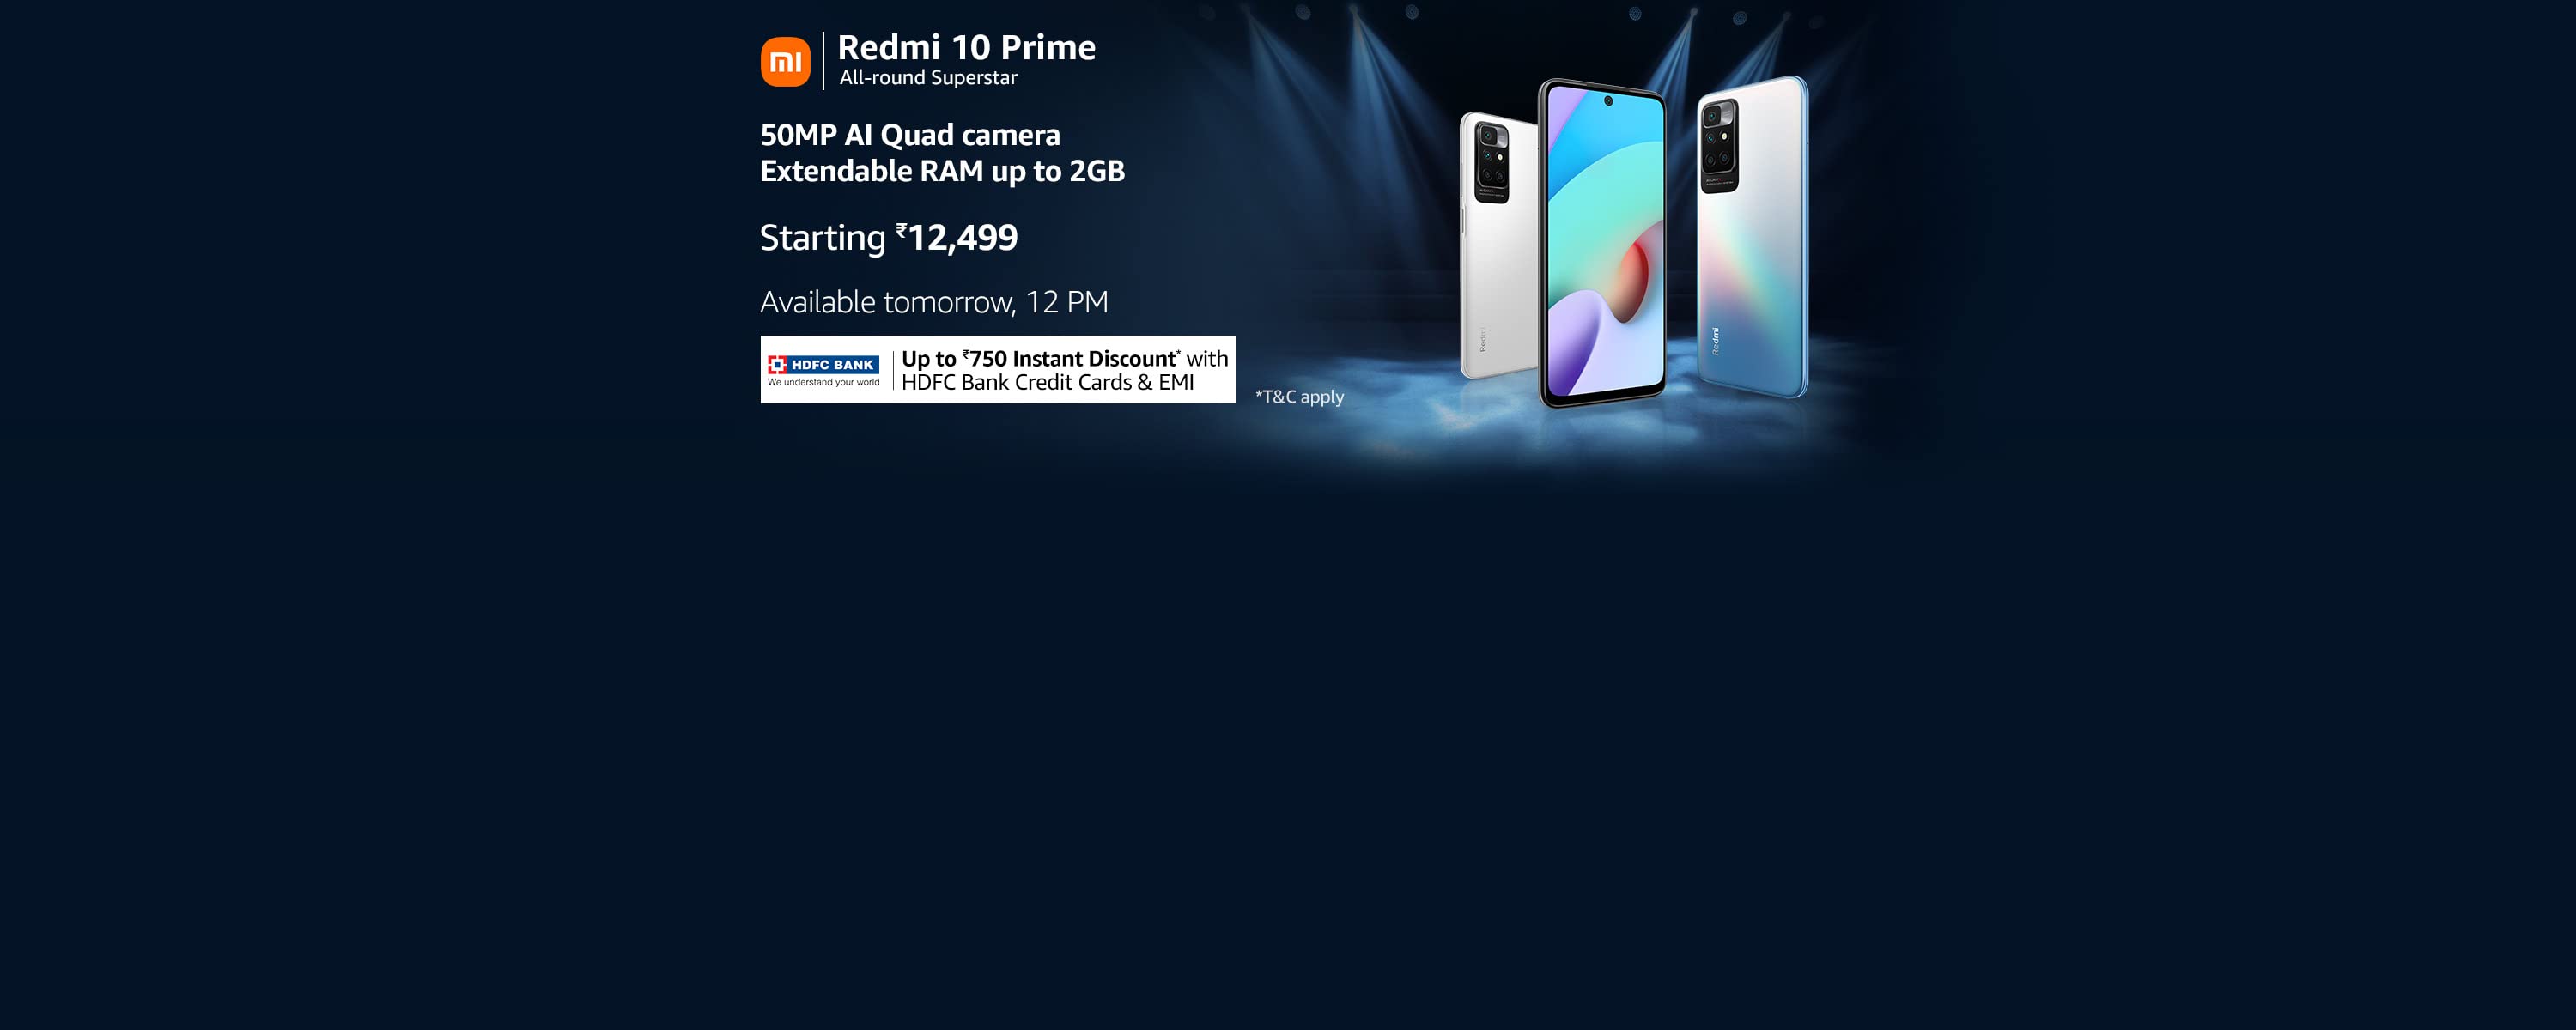 mi
Redmi 10 Prime
All-round Superstar
50MP AI Quad camera
Extendable RAM up to 2GB
Starting ₹12,499
Available tomorrow, 12 PM
HDFC BANK
We understand your world
Up to ₹750 Instant Discount* with
HDFC Bank Credit Cards & EMI
*T&C apply
Redmi
Redmi